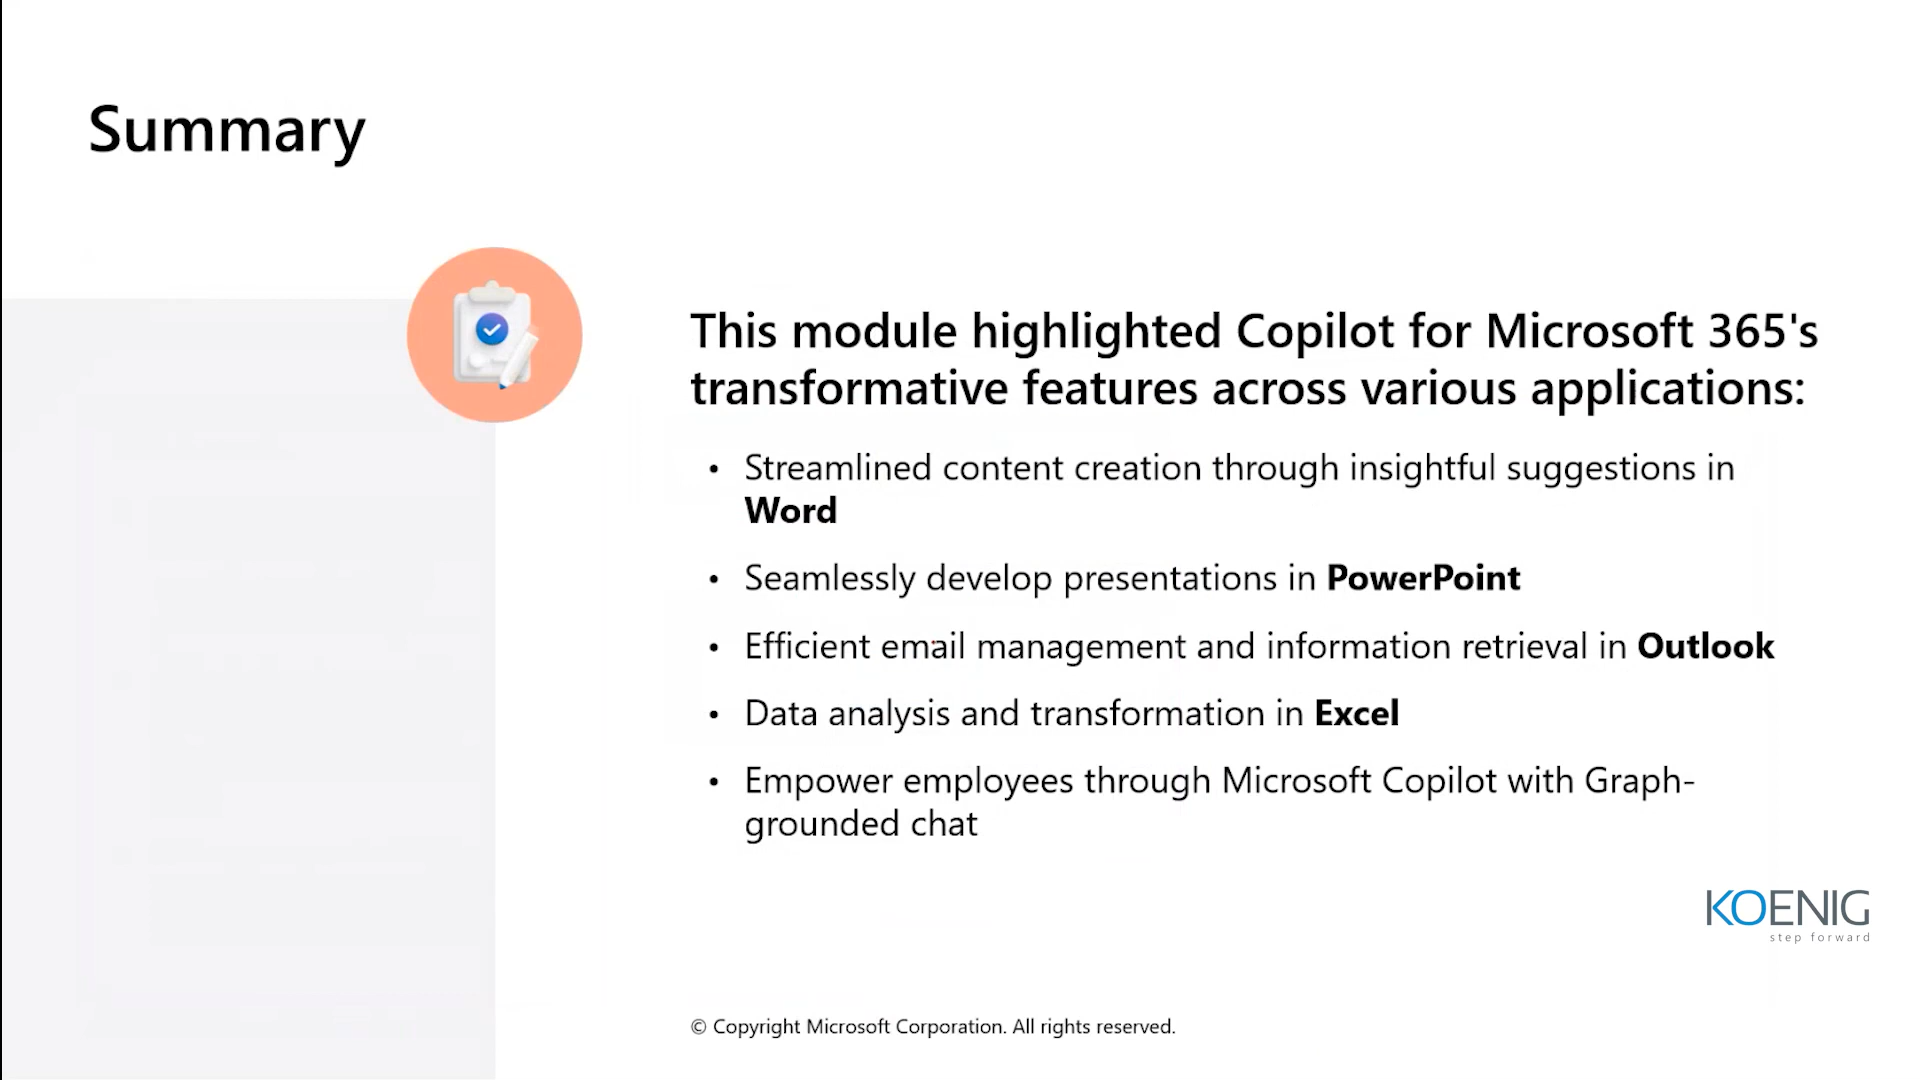 Summary
This module highlighted Copilot for Microsoft 365's
transformative features across various applications:
• Streamlined content creation through insightful suggestions in
Word
• Seamlessly develop presentations in PowerPoint
• Efficient email management and information retrieval in Outlook
• Data analysis and transformation in Excel
• Empower employees through Microsoft Copilot with Graph-
grounded chat
KOENIG
step forward
© Copyright Microsoft Corporation. All rights reserved.